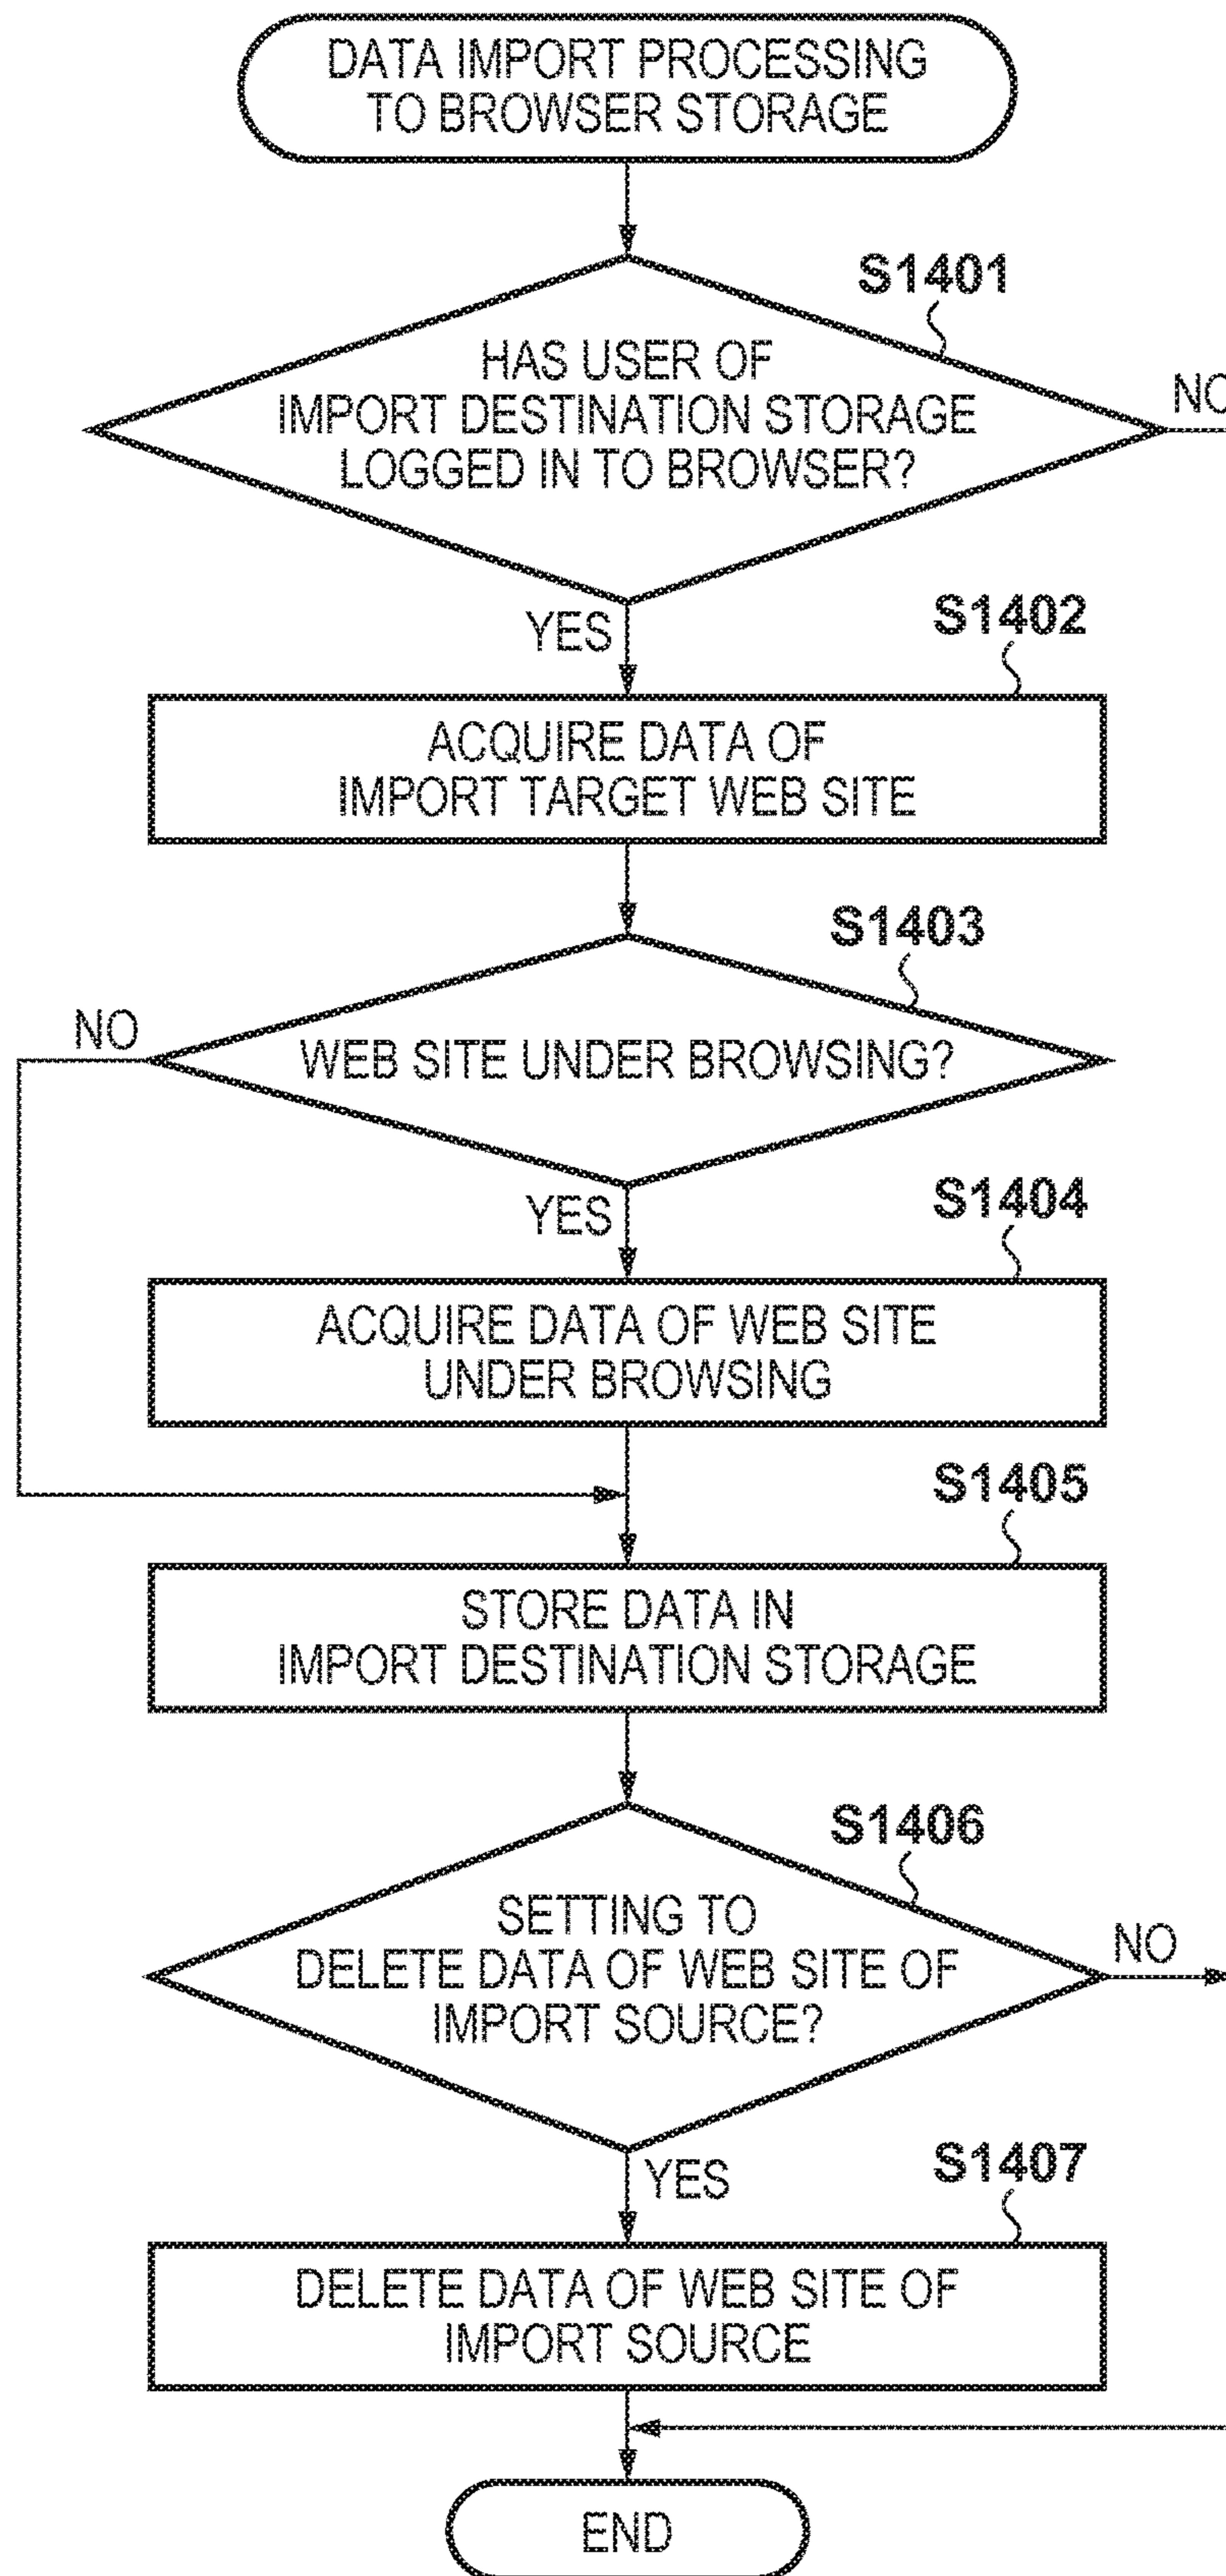 DATA IMPORT PROCESSING
TO BROWSER STORAGE
S1401
HAS USER OF
IMPORT DESTINATION STORAGE
LOGGED IN TO BROWSER?
NO
YES
S1402
ACQUIRE DATA OF
IMPORT TARGET WEB SITE
S1403
NO
WEB SITE UNDER BROWSING?
YES
S1404
ACQUIRE DATA OF WEB SITE
UNDER BROWSING
S1405
STORE DATA IN
IMPORT DESTINATION STORAGE
S1406
SETTING TO
DELETE DATA OF WEB SITE OF
IMPORT SOURCE?
NO
YES
S1407
DELETE DATA OF WEB SITE OF
IMPORT SOURCE
END